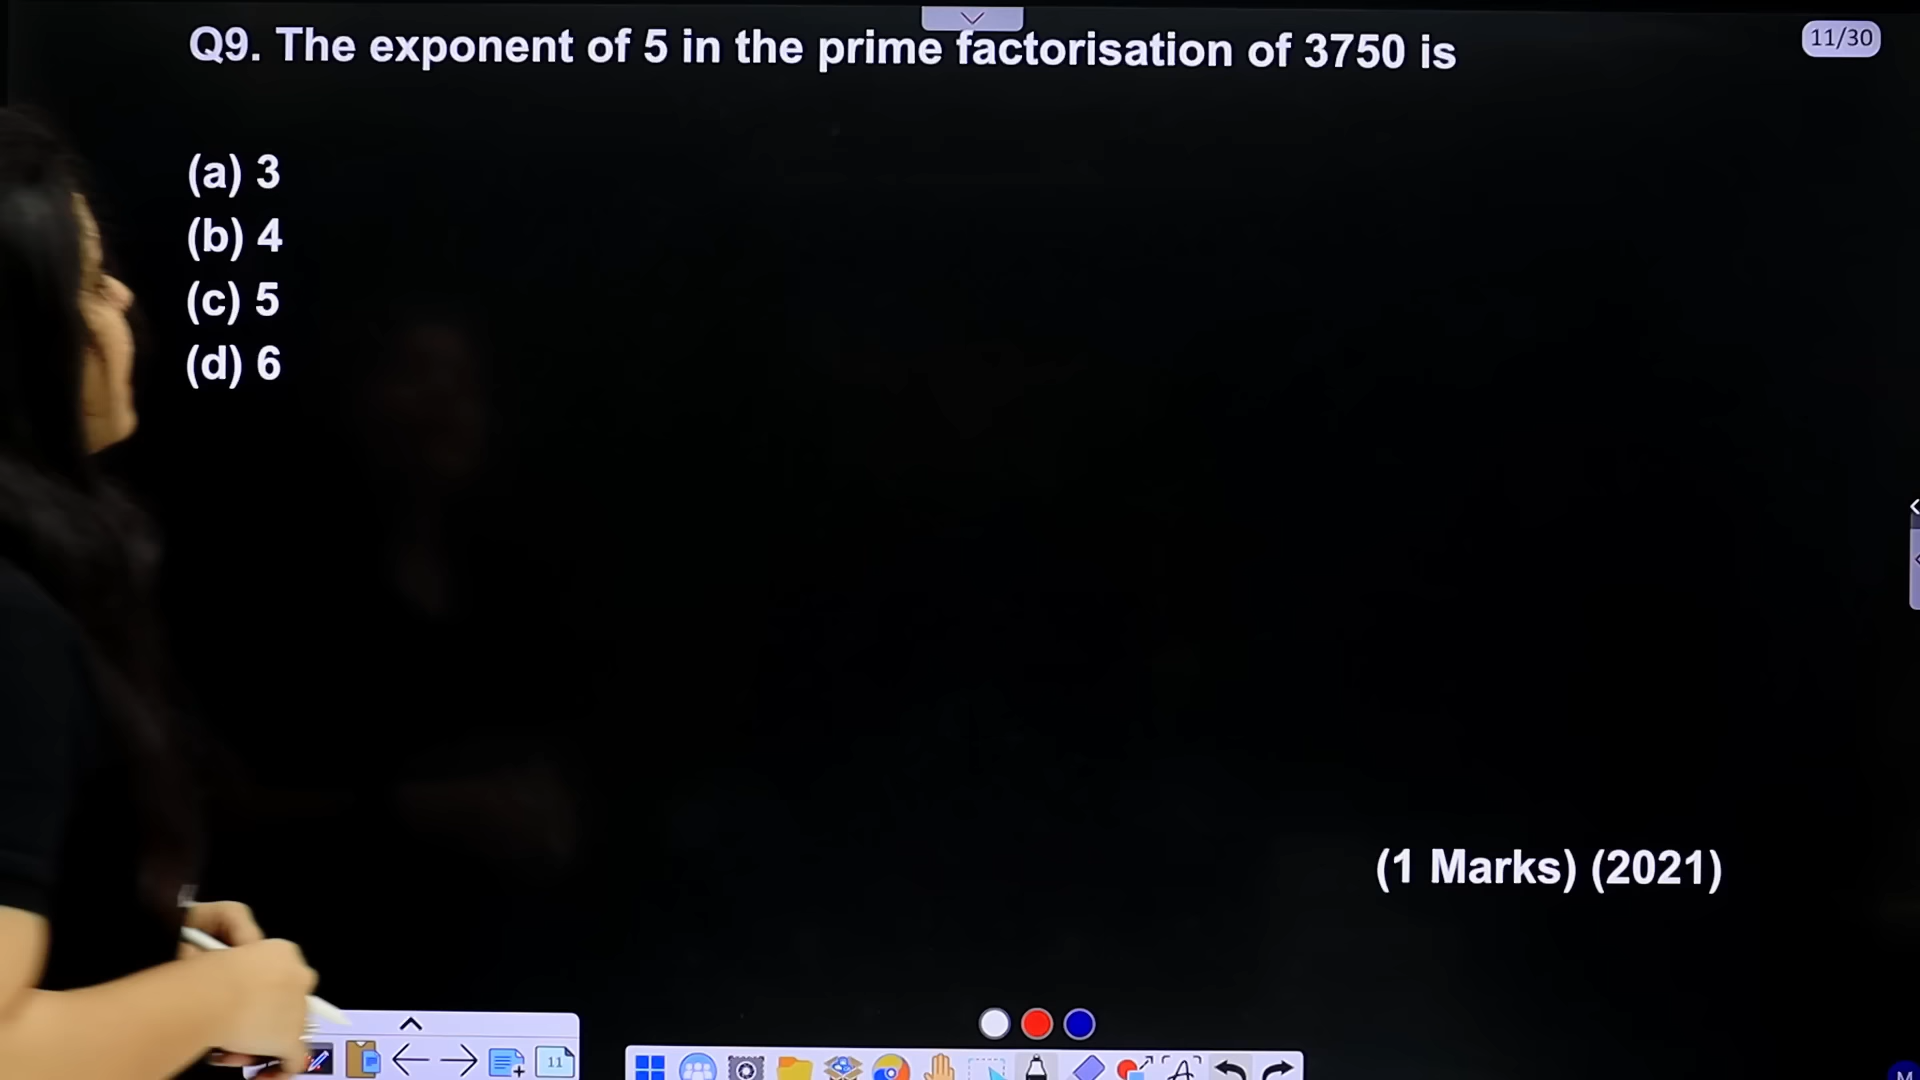 Q9. The exponent of 5 in the prime factorisation of 3750 is
11/30
(a) 3
(b) 4
(c) 5
(d) 6
(1 Marks) (2021)
11
M